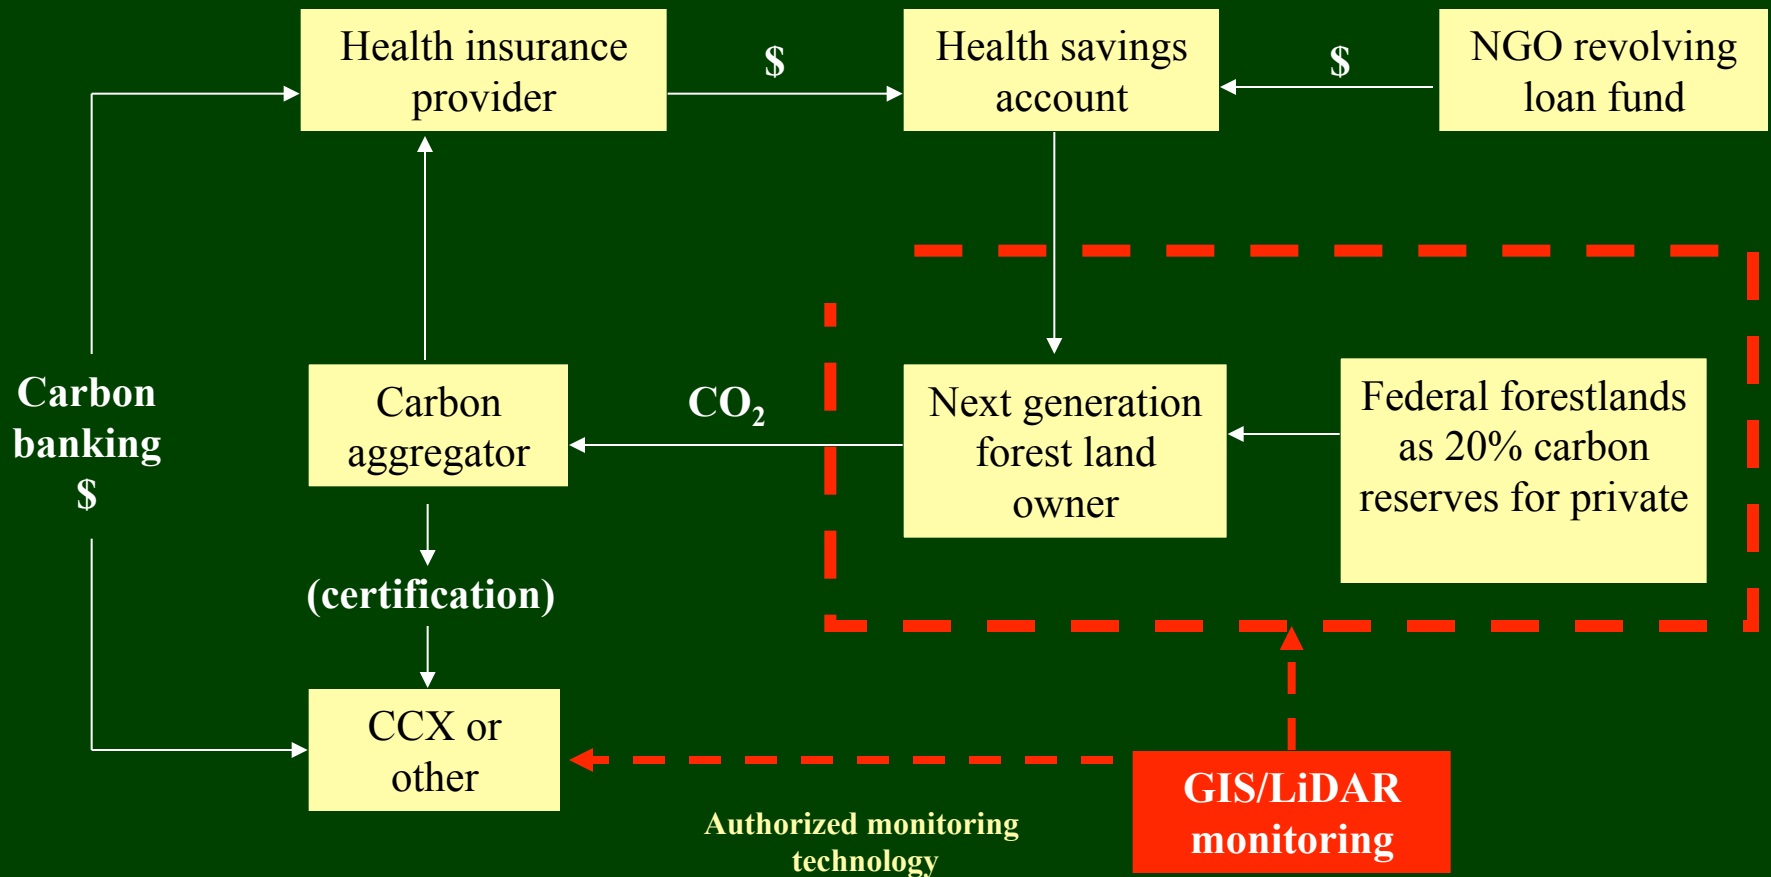 Health insurance
provider
$
Health savings
account
$
NGO revolving
loan fund
Carbon
banking
$
Carbon
aggregator
CO₂
Next generation
forest land
owner
Federal forestlands
as 20% carbon
reserves for private
(certification)
CCX or
other
Authorized monitoring
technology
GIS/LiDAR
monitoring